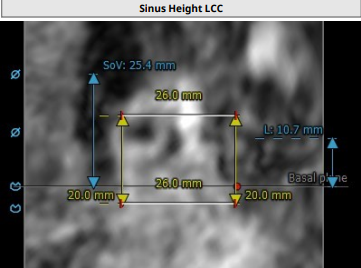 Sinus Height LCC
SoV: 25.4 mm
26.0 mm
L: 10.7 mm
Basal plane
20.0 mm
26.0 mm
20.0 mm